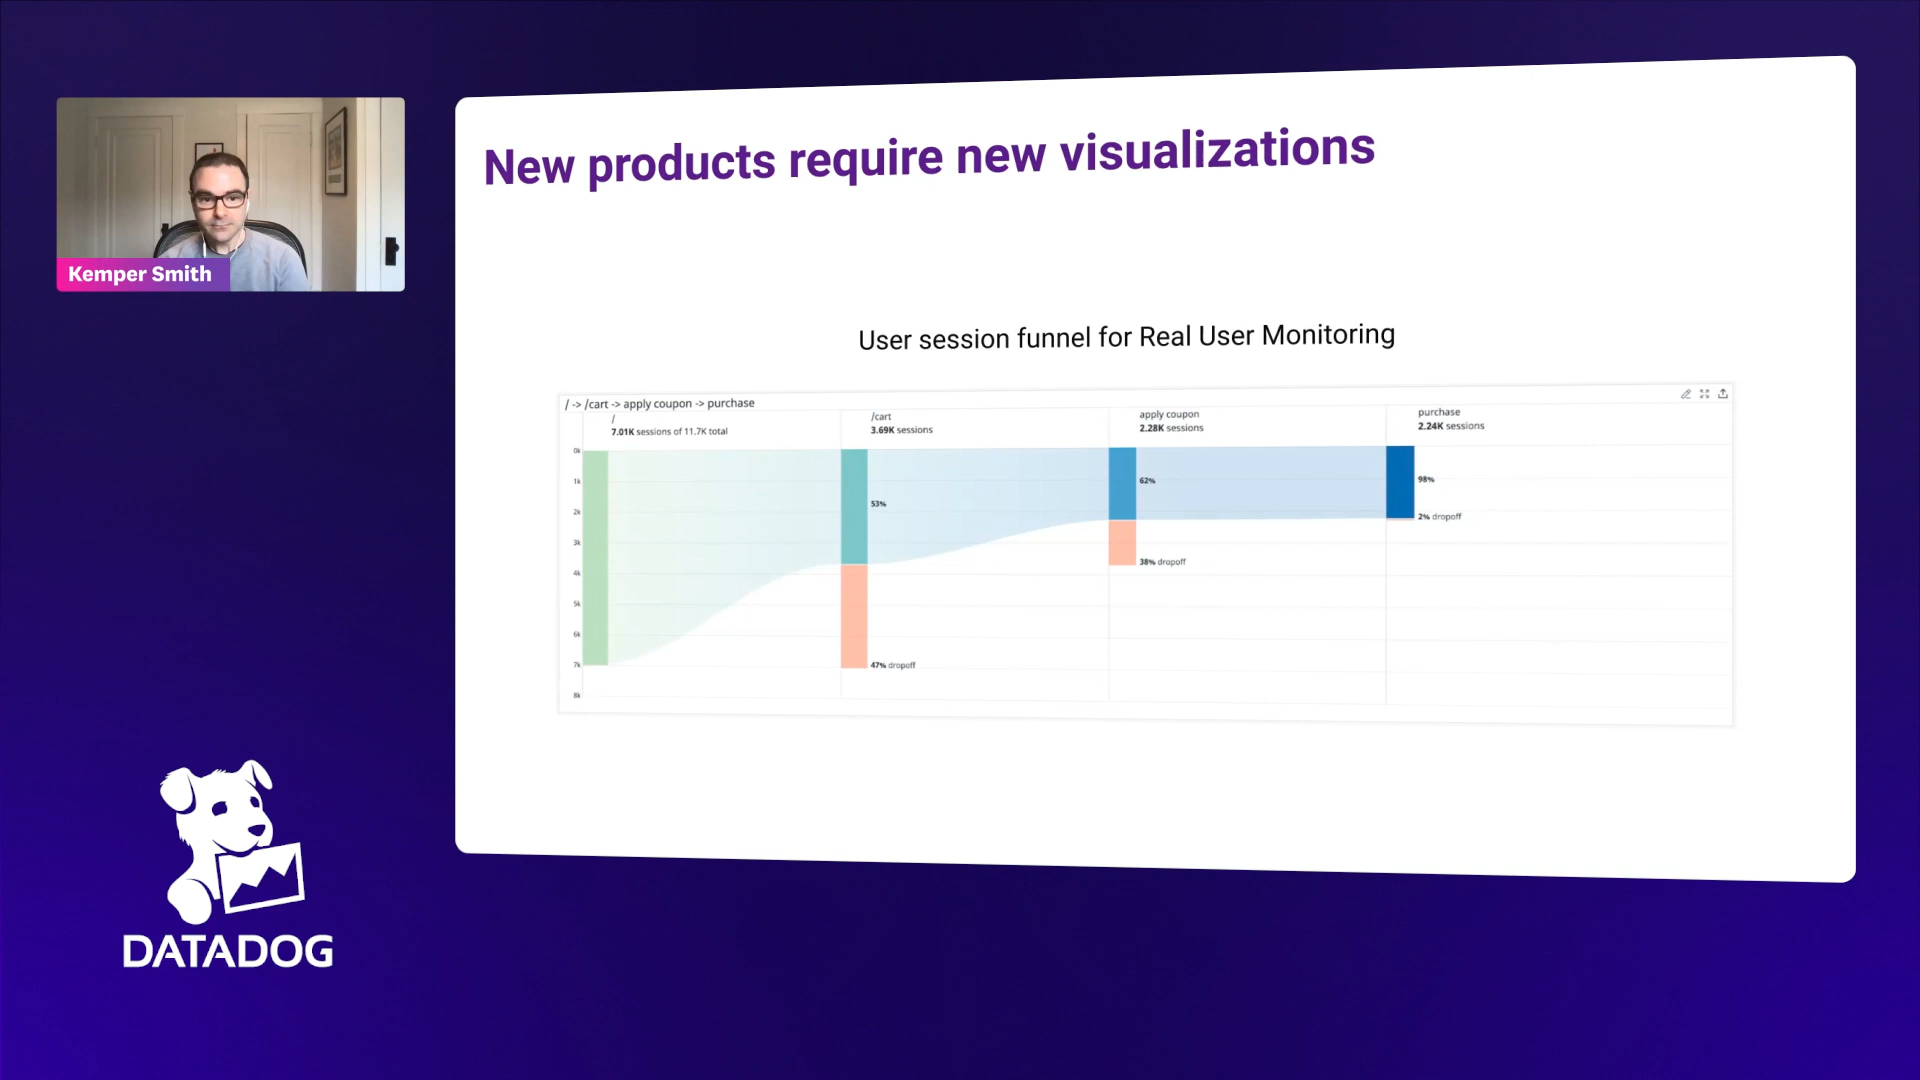 Kemper Smith
New products require new visualizations
User session funnel for Real User Monitoring
/ -> /cart -> apply coupon -> purchase
/
7.01K sessions of 11.7K total
/cart
3.69K sessions
apply coupon
2.28K sessions
purchase
2.24K sessions
0k
1k
2k
3k
4k
5k
6k
7k
8k
53%
47% dropoff
62%
38% dropoff
98%
2% dropoff
DATADOG